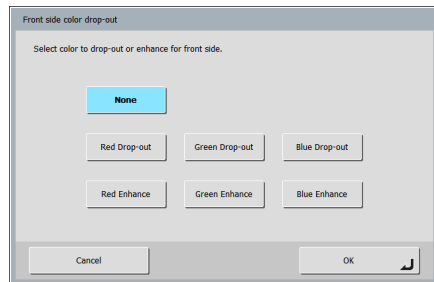 Front side color drop-out
Select color to drop-out or enhance for front side.
None
Red Drop-out Green Drop-out Blue Drop-out
Red Enhance Green Enhance Blue Enhance
Cancel OK